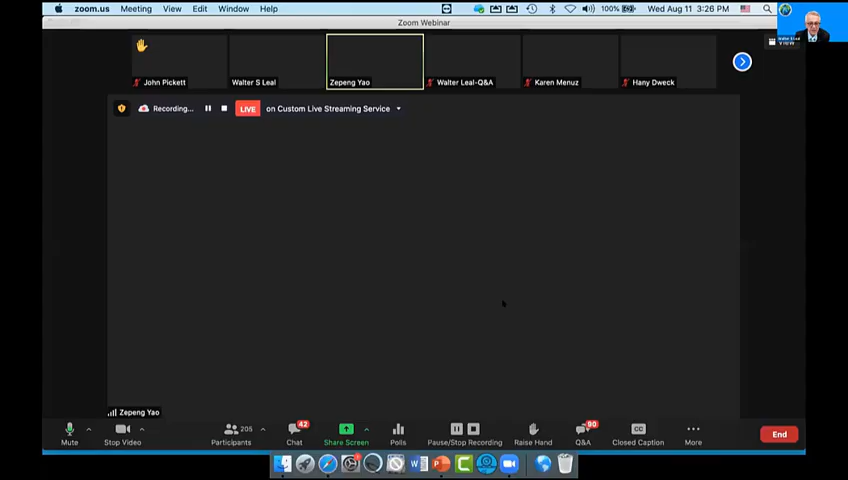 zoom.us Meeting View Edit Window Help 100% Wed Aug 11 3:26 PM
Zoom Webinar
View
John Pickett Walter S Leal Zepeng Yao Walter Leal-Q&A Karen Menuz Hany Dweck
Recording... LIVE on Custom Live Streaming Service
Zepeng Yao
205 42 90 CC
Mute Stop Video Participants Chat Share Screen Polls Pause/Stop Recording Raise Hand Q&A Closed Caption More End